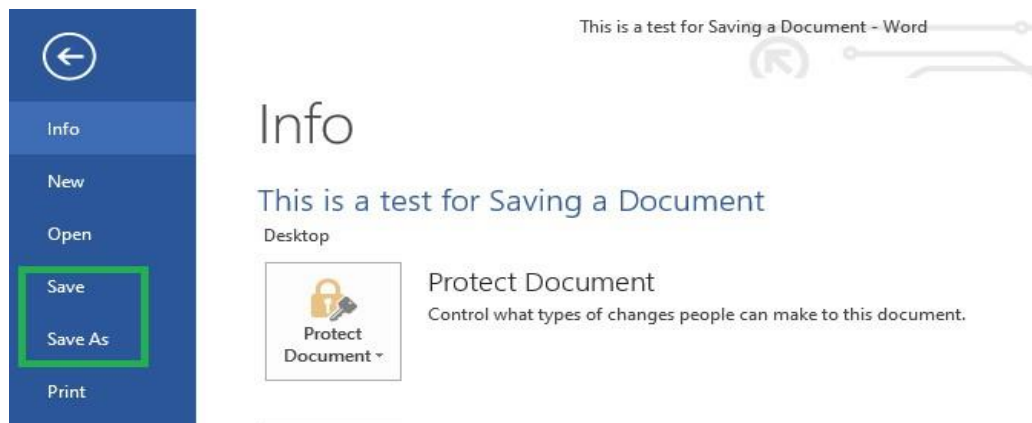 This is a test for Saving a Document - Word
Info
New
Open
Save
Save As
Print
Info
This is a test for Saving a Document
Desktop
Protect
Document
Protect Document
Control what types of changes people can make to this document.